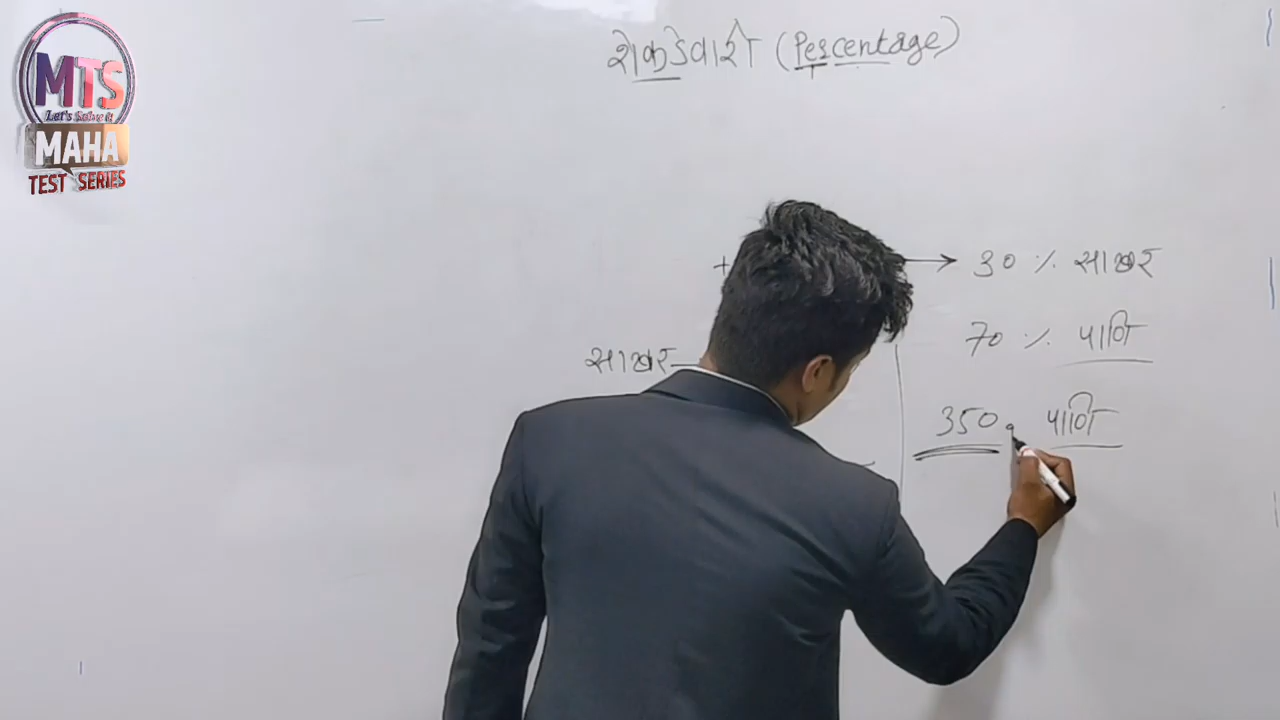 MTS
Let's Solve it
MAHA
TEST SERIES
शेकडेवारी (Percentage)
+ → 30 % साखर
70 % पाणी
साखर
350 g पाणी